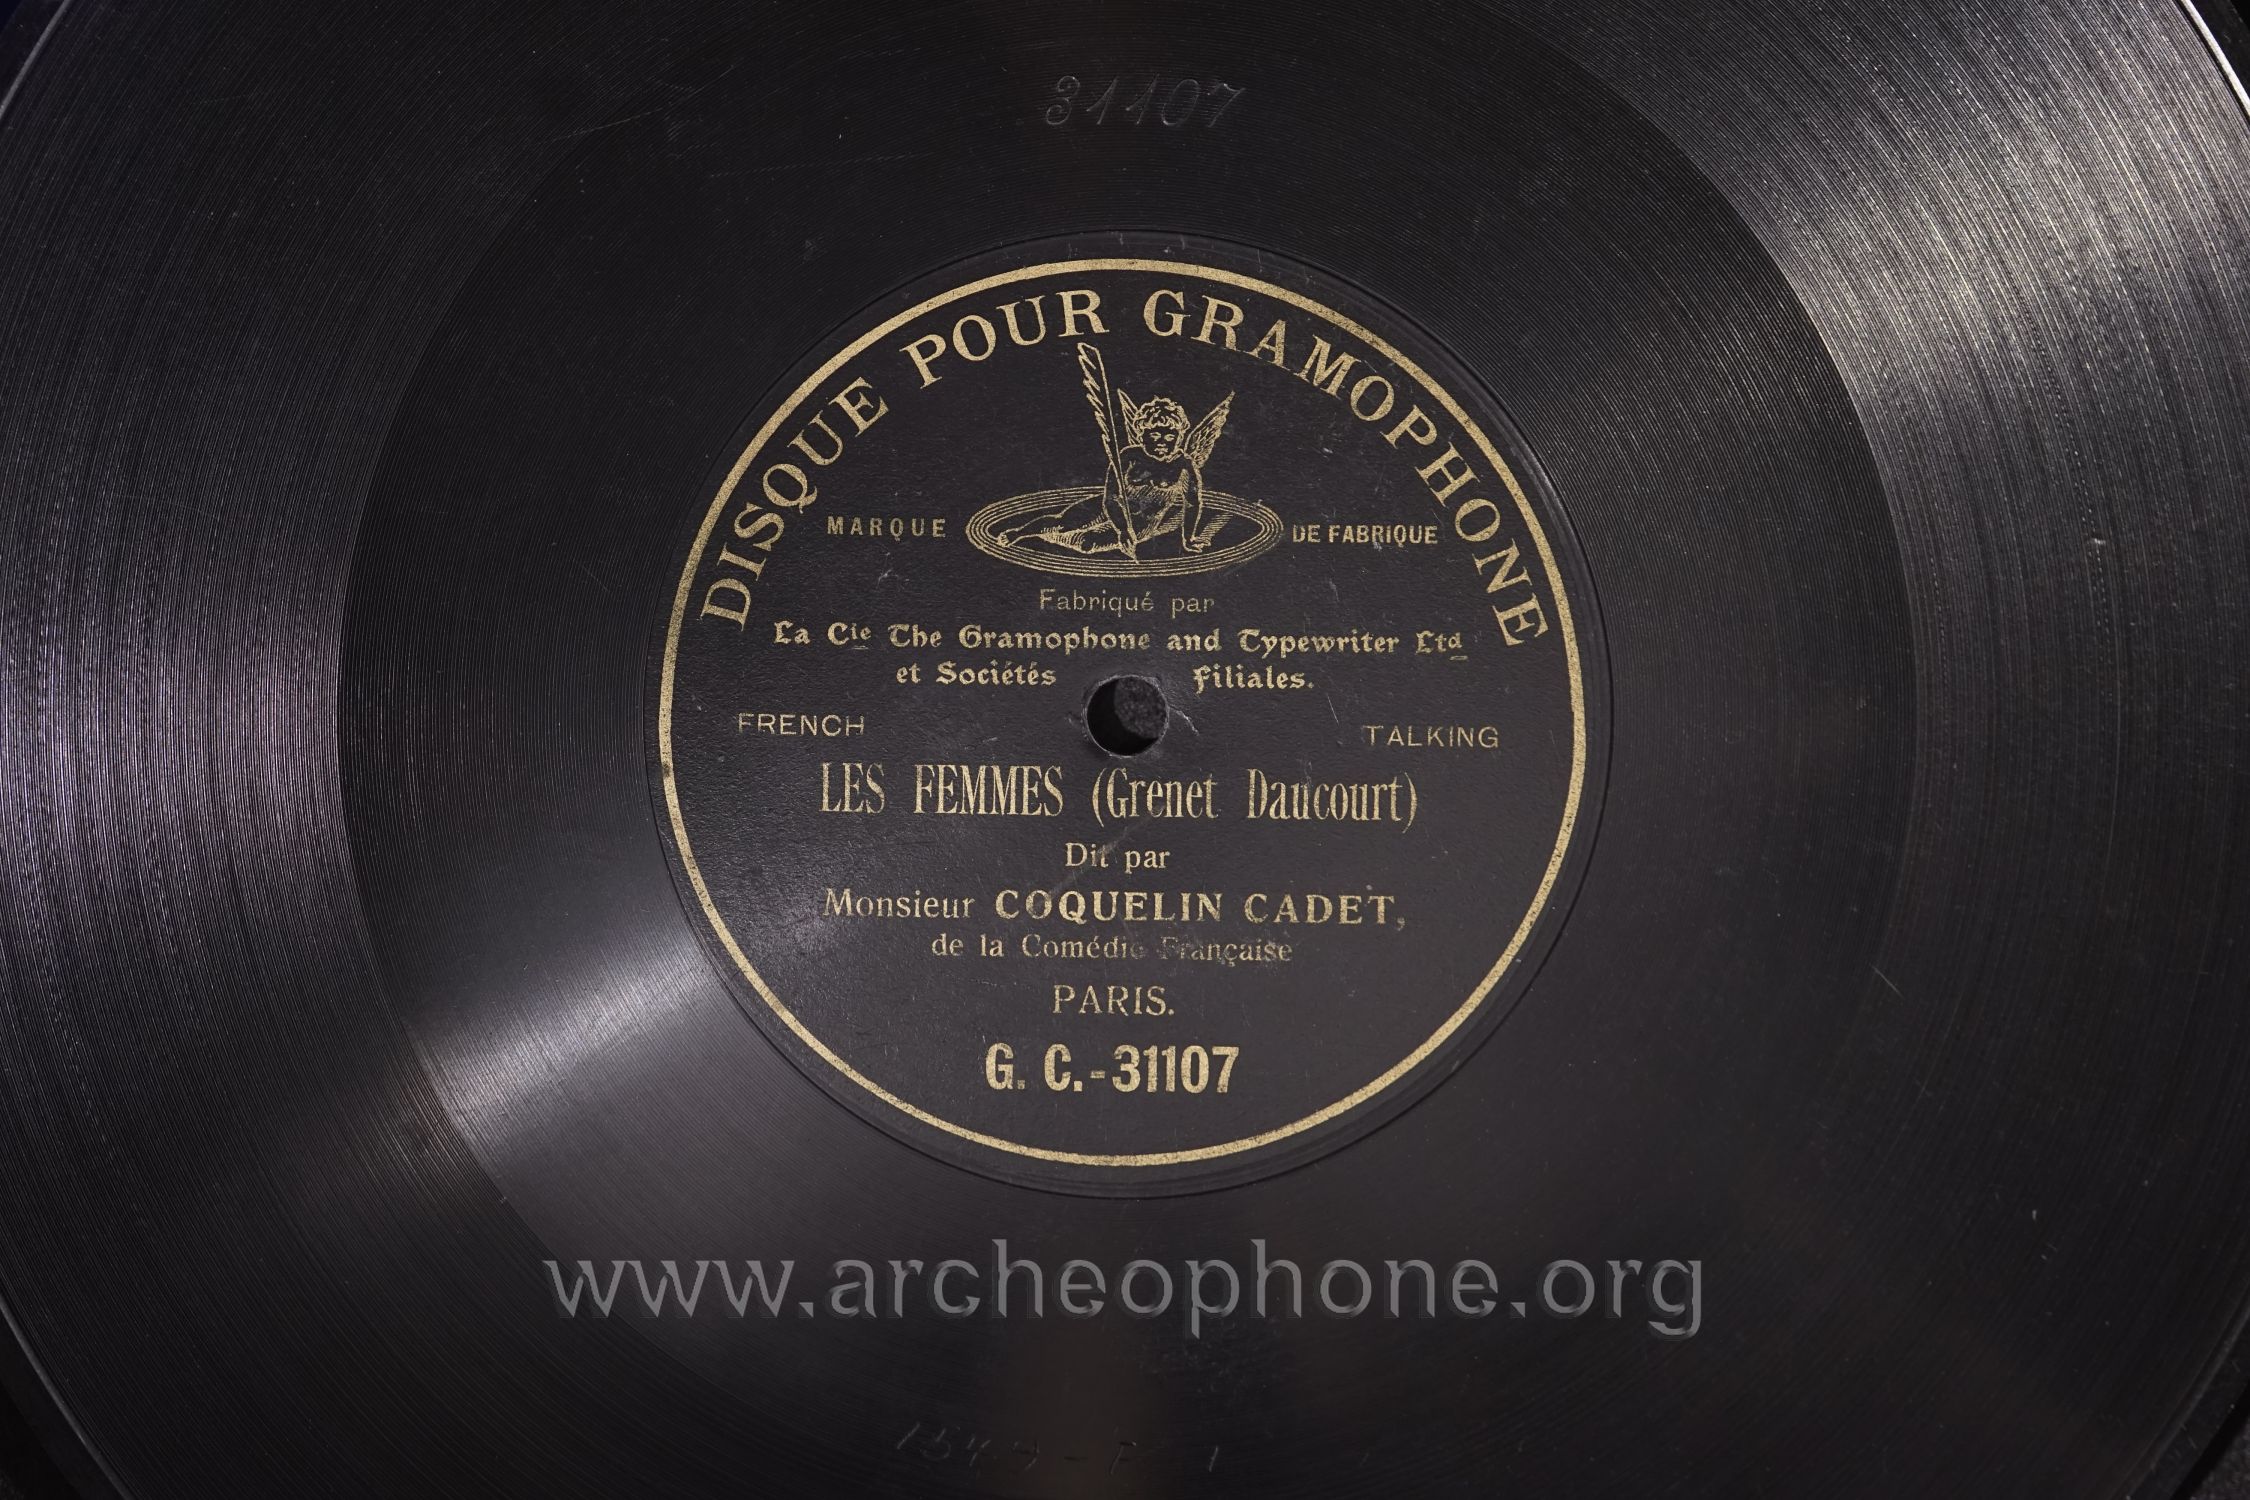 31107
DISQUE POUR GRAMOPHONE
MARQUE DE FABRIQUE
Fabriqué par
La Cie The Gramophone and Typewriter Ltd
et Sociétés Filiales.
FRENCH TALKING
LES FEMMES (Grenet Daucourt)
Dit par
Monsieur COQUELIN CADET,
de la Comédie Française
PARIS.
G. C.-31107
www.archeophone.org